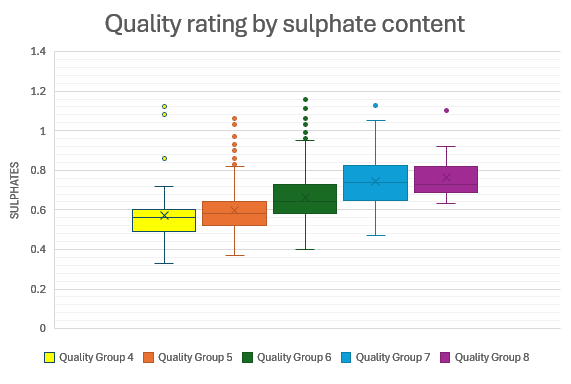 Quality rating by sulphate content
1.4
1.2
1
0.8
0.6
0.4
0.2
0
SULPHATES
Quality Group 4 Quality Group 5 Quality Group 6 Quality Group 7 Quality Group 8